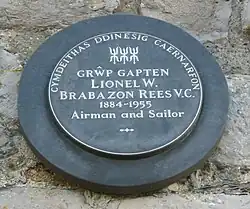 CYMDEITHAS DDINESIG CAERNARFON
GRŴP GAPTEN
LIONEL W.
BRABAZON REES V.C.
1884-1955
Airman and Sailor